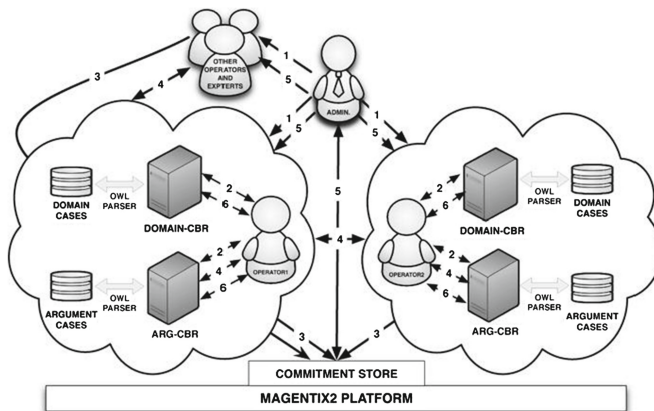 1
3
OTHER
OPERATORS
AND
EXPTERTS
5
4
ADMIN.
1
5
1
5
DOMAIN
CASES
OWL
PARSER
DOMAIN-CBR
2
6
OPERATOR1
ARGUMENT
CASES
OWL
PARSER
ARG-CBR
2
4
6
5
4
2
6
DOMAIN-CBR
OWL
PARSER
DOMAIN
CASES
OPERATOR2
2
4
6
ARG-CBR
OWL
PARSER
ARGUMENT
CASES
3
3
COMMITMENT STORE
MAGENTIX2 PLATFORM